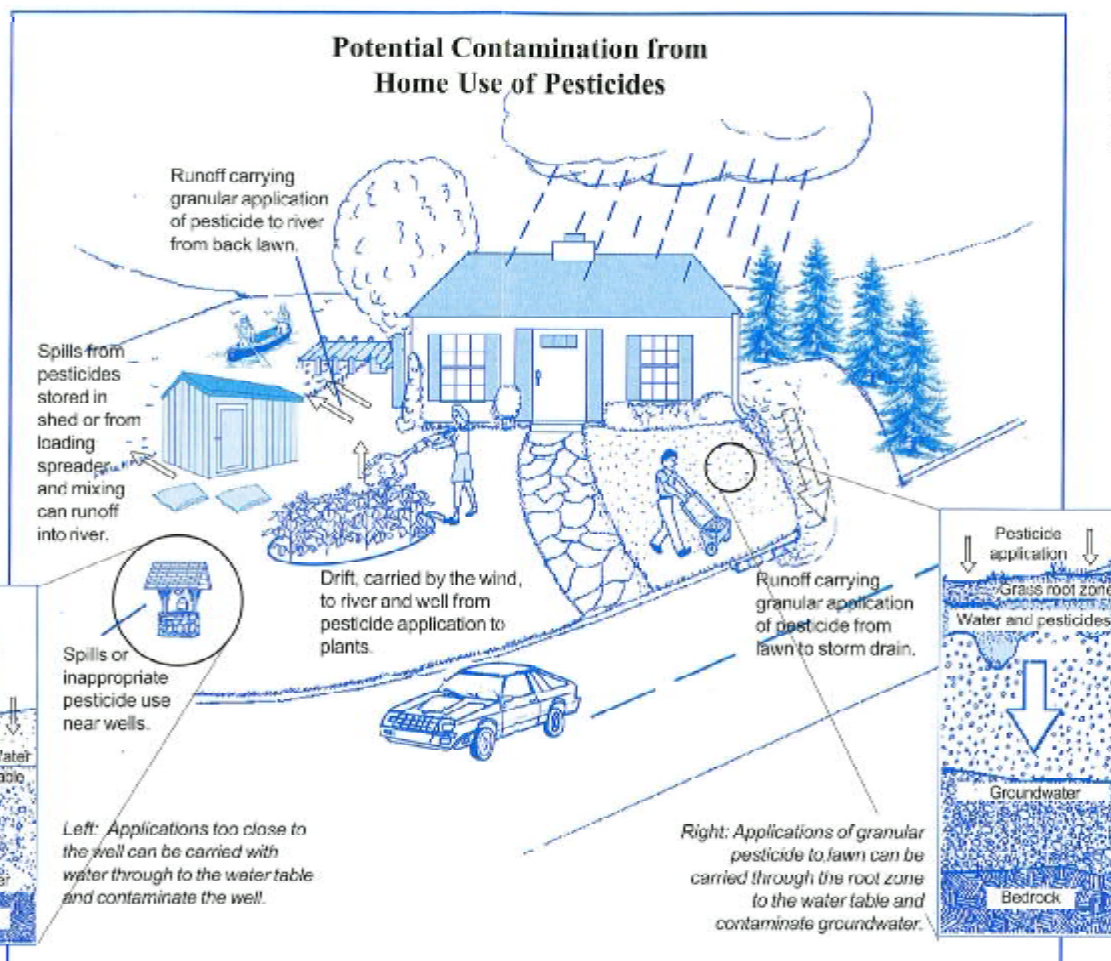 Potential Contamination from
Home Use of Pesticides
Runoff carrying
granular application
of pesticide to river
from back lawn.
Spills from
pesticides
stored in
shed or from
loading
spreader
and mixing
can runoff
into river.
Drift, carried by the wind,
to river and well from
pesticide application to
plants.
Runoff carrying
granular application
of pesticide from
lawn to storm drain.
Spills or
inappropriate
pesticide use
near wells.
Left: Applications too close to
the well can be carried with
water through to the water table
and contaminate the well.
Right: Applications of granular
pesticide to lawn can be
carried through the root zone
to the water table and
contaminate groundwater.
Pesticide
application
Grass root zone
Water and pesticides
Groundwater
Bedrock